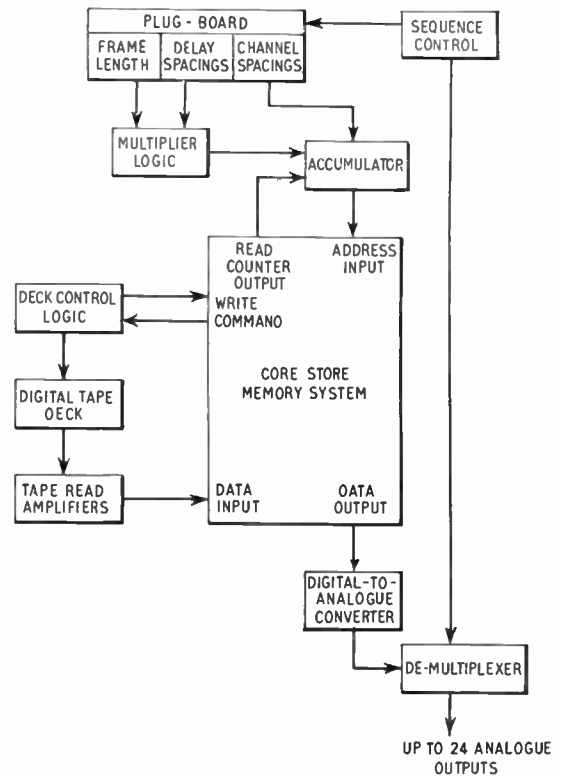 PLUG - BOARD
FRAME
LENGTH
DELAY
SPACINGS
CHANNEL
SPACINGS
SEQUENCE
CONTROL
MULTIPLIER
LOGIC
ACCUMULATOR
READ
COUNTER
OUTPUT
ADDRESS
INPUT
DECK CONTROL
LOGIC
WRITE
COMMANO
CORE STORE
MEMORY SYSTEM
DIGITAL TAPE
OECK
TAPE READ
AMPLIFIERS
DATA
INPUT
OATA
OUTPUT
DIGITAL-TO-
ANALOGUE
CONVERTER
DE-MULTIPLEXER
UP TO 24 ANALOGUE
OUTPUTS